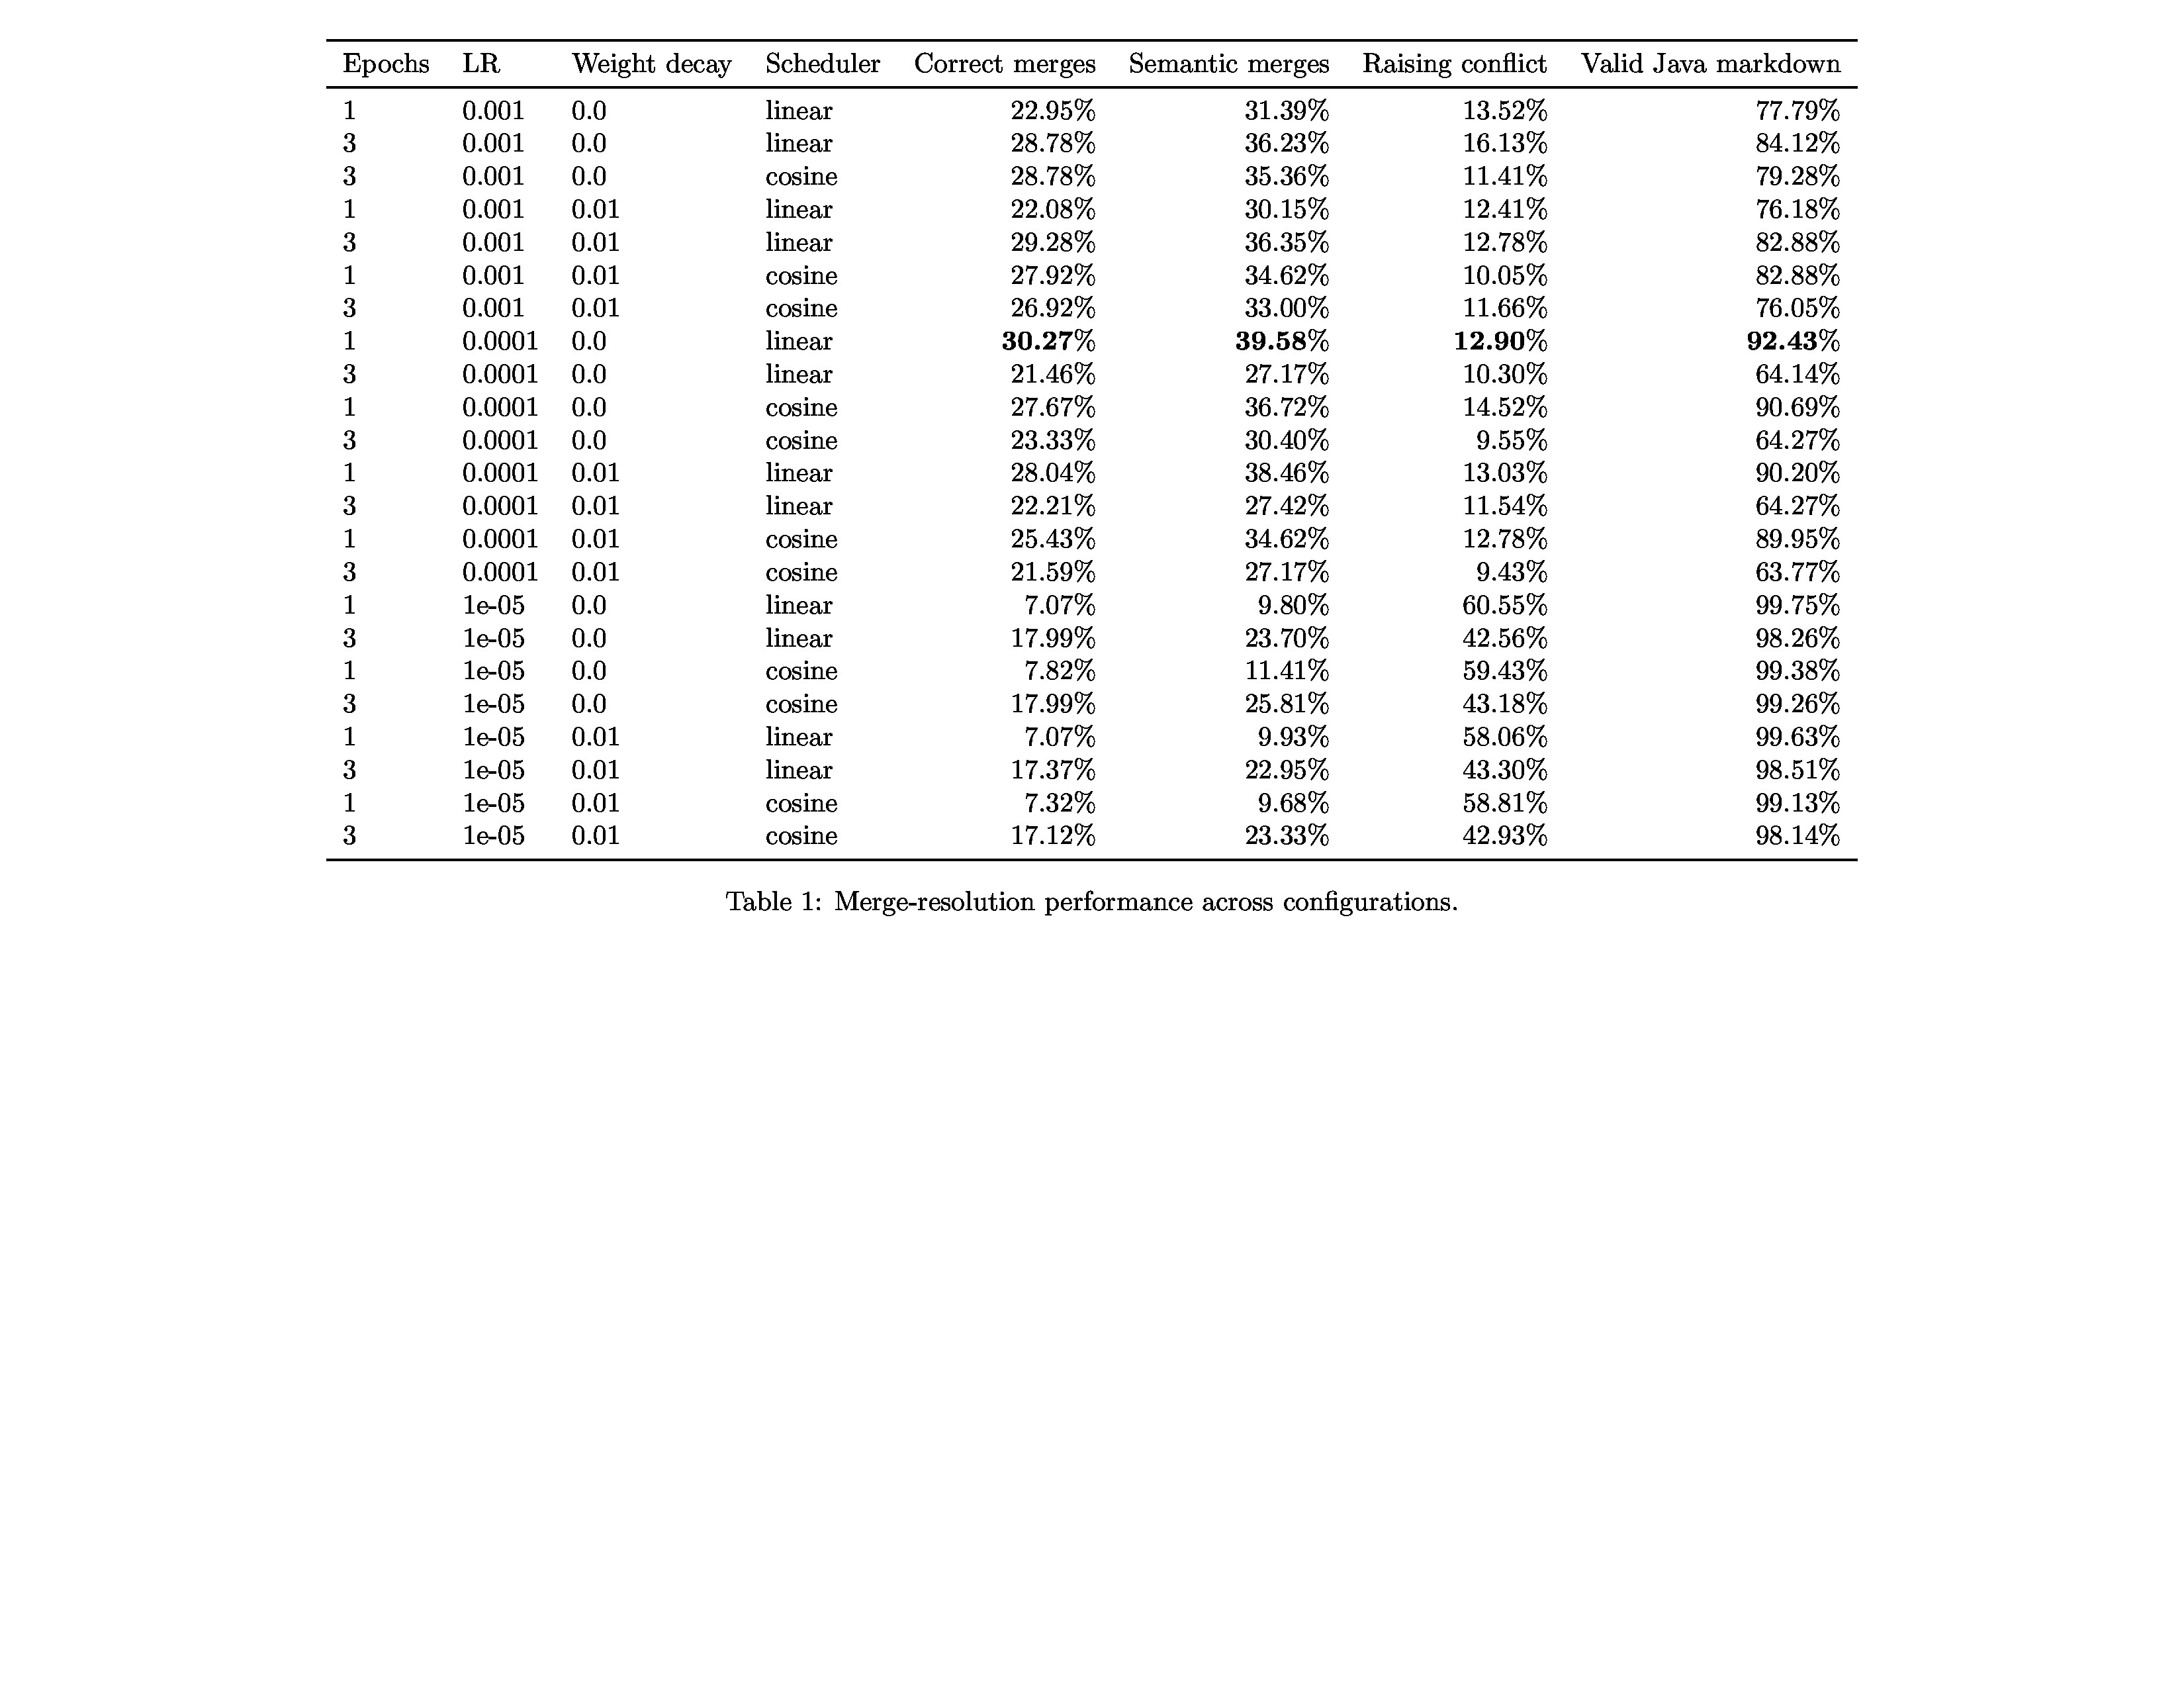 Epochs LR Weight decay Scheduler Correct merges Semantic merges Raising conflict Valid Java markdown
1 0.001 0.0 linear 22.95% 31.39% 13.52% 77.79%
3 0.001 0.0 linear 28.78% 36.23% 16.13% 84.12%
3 0.001 0.0 cosine 28.78% 35.36% 11.41% 79.28%
1 0.001 0.01 linear 22.08% 30.15% 12.41% 76.18%
3 0.001 0.01 linear 29.28% 36.35% 12.78% 82.88%
1 0.001 0.01 cosine 27.92% 34.62% 10.05% 82.88%
3 0.001 0.01 cosine 26.92% 33.00% 11.66% 76.05%
1 0.0001 0.0 linear 30.27% 39.58% 12.90% 92.43%
3 0.0001 0.0 linear 21.46% 27.17% 10.30% 64.14%
1 0.0001 0.0 cosine 27.67% 36.72% 14.52% 90.69%
3 0.0001 0.0 cosine 23.33% 30.40% 9.55% 64.27%
1 0.0001 0.01 linear 28.04% 38.46% 13.03% 90.20%
3 0.0001 0.01 linear 22.21% 27.42% 11.54% 64.27%
1 0.0001 0.01 cosine 25.43% 34.62% 12.78% 89.95%
3 0.0001 0.01 cosine 21.59% 27.17% 9.43% 63.77%
1 1e-05 0.0 linear 7.07% 9.80% 60.55% 99.75%
3 1e-05 0.0 linear 17.99% 23.70% 42.56% 98.26%
1 1e-05 0.0 cosine 7.82% 11.41% 59.43% 99.38%
3 1e-05 0.0 cosine 17.99% 25.81% 43.18% 99.26%
1 1e-05 0.01 linear 7.07% 9.93% 58.06% 99.63%
3 1e-05 0.01 linear 17.37% 22.95% 43.30% 98.51%
1 1e-05 0.01 cosine 7.32% 9.68% 58.81% 99.13%
3 1e-05 0.01 cosine 17.12% 23.33% 42.93% 98.14%
Table 1: Merge-resolution performance across configurations.